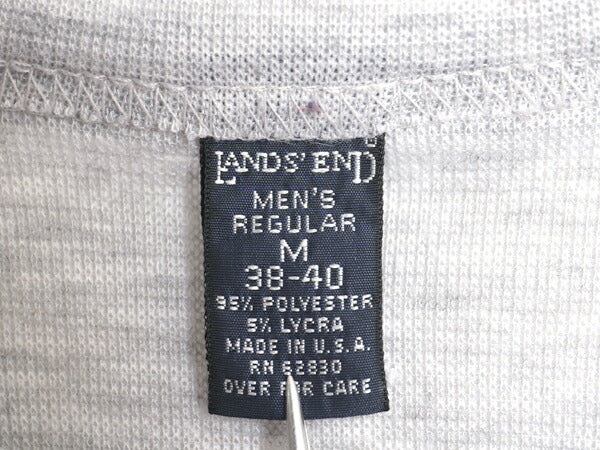 LANDS' END
MEN'S
REGULAR
M
38-40
95% POLYESTER
5% LYCRA
MADE IN U.S.A.
RN 62830
OVER FOR CARE